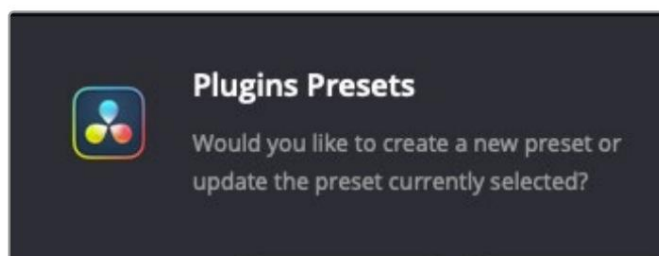 Plugins Presets
Would you like to create a new preset or
update the preset currently selected?